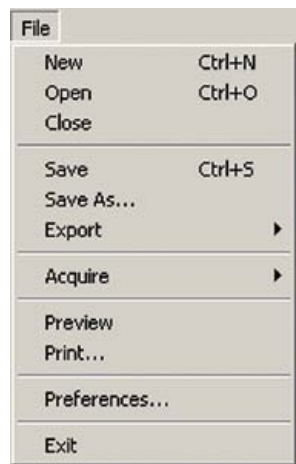 File
New Ctrl+N
Open Ctrl+O
Close
Save Ctrl+S
Save As...
Export
Acquire
Preview
Print...
Preferences...
Exit